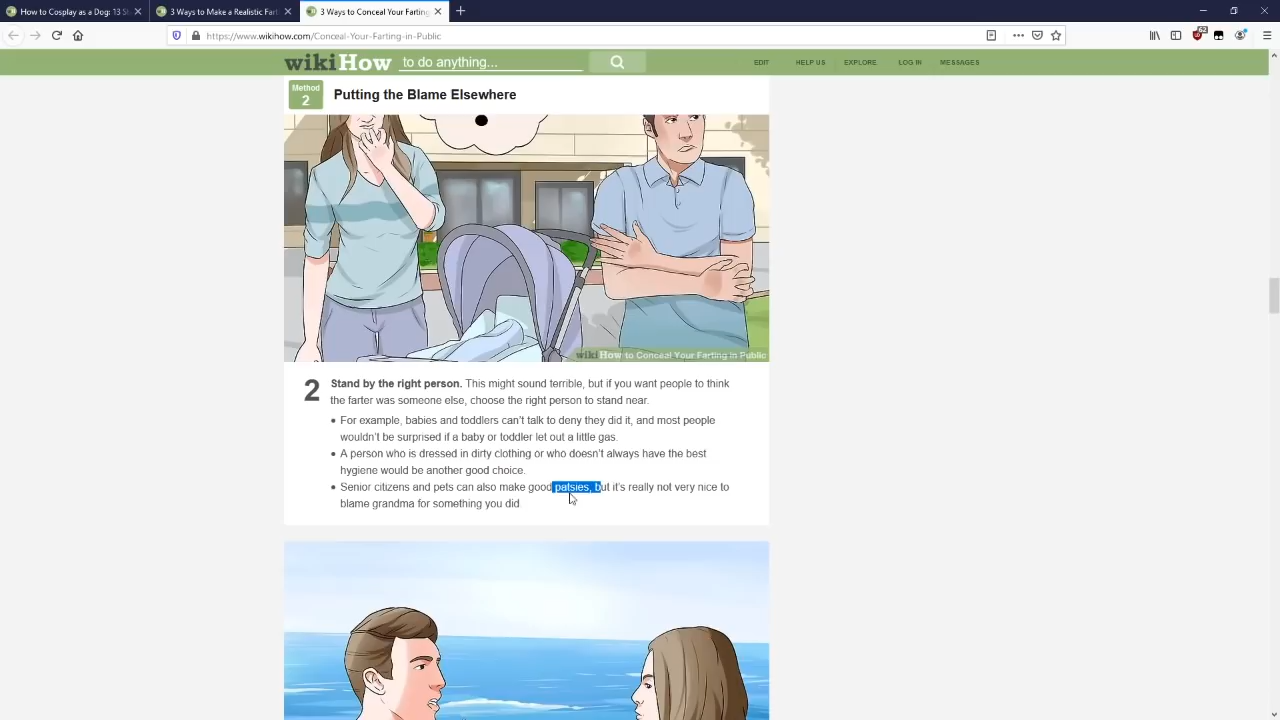 How to Cosplay as a Dog: 13 S
3 Ways to Make a Realistic Fart
3 Ways to Conceal Your Farting
https://www.wikihow.com/Conceal-Your-Farting-in-Public
wikiHow to do anything...
EDIT HELP US EXPLORE LOG IN MESSAGES
Method
2
Putting the Blame Elsewhere
wikiHow to Conceal Your Farting in Public
2 Stand by the right person. This might sound terrible, but if you want people to think
the farter was someone else, choose the right person to stand near.
• For example, babies and toddlers can't talk to deny they did it, and most people
wouldn't be surprised if a baby or toddler let out a little gas.
• A person who is dressed in dirty clothing or who doesn't always have the best
hygiene would be another good choice.
• Senior citizens and pets can also make good patsies, but it's really not very nice to
blame grandma for something you did.